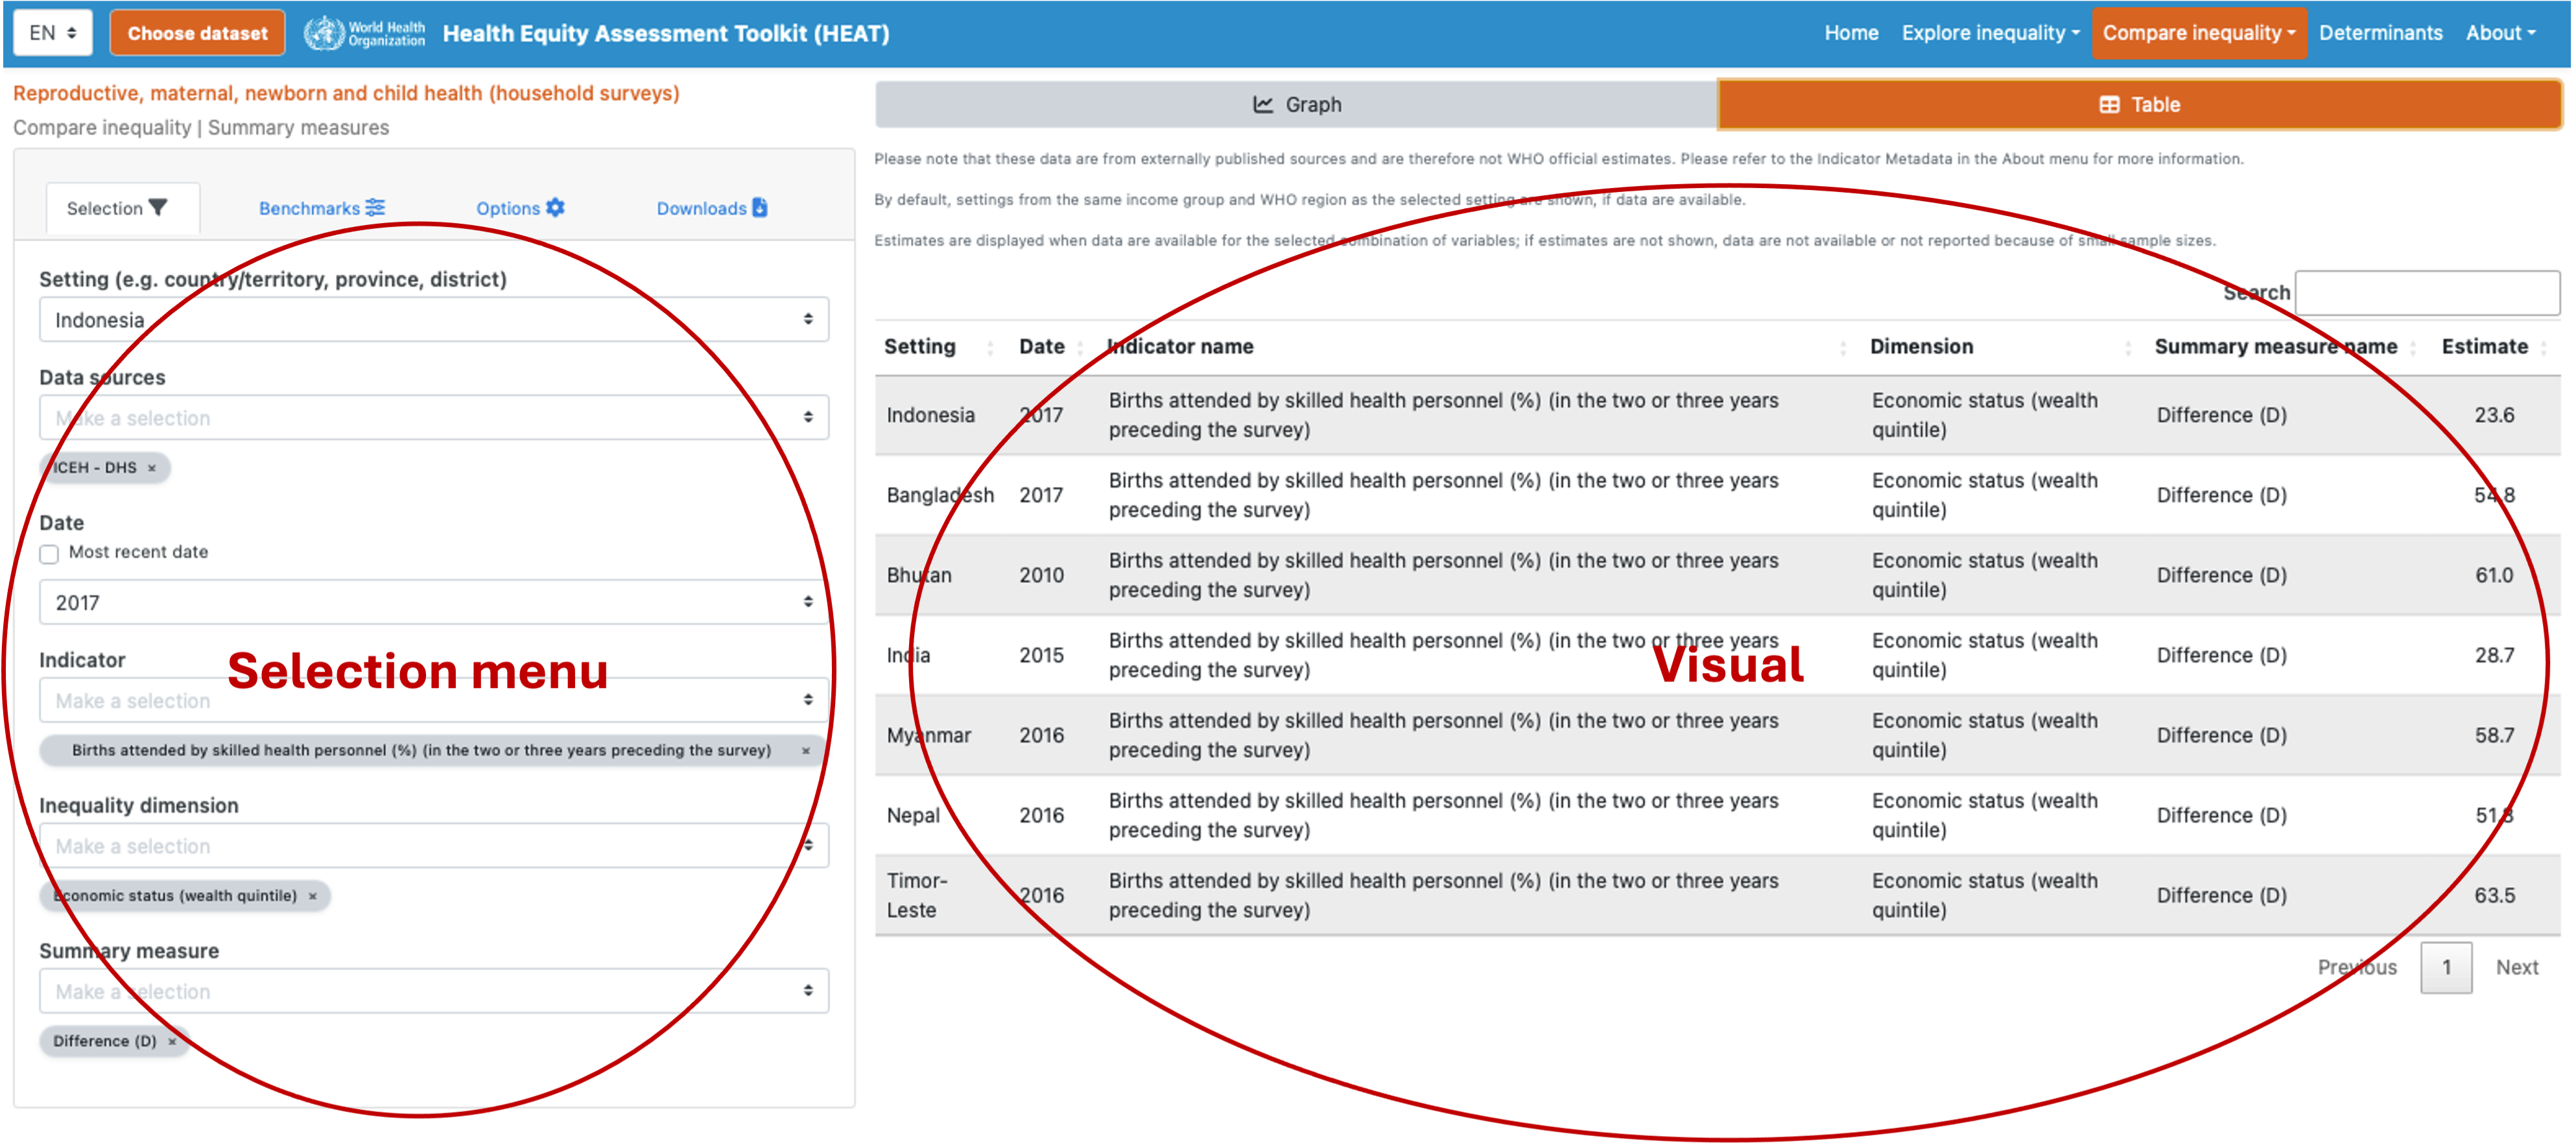 EN
Choose dataset
World Health
Organization
Health Equity Assessment Toolkit (HEAT)
Home
Explore inequality
Compare inequality
Determinants
About
Reproductive, maternal, newborn and child health (household surveys)
Compare inequality | Summary measures
Selection
Benchmarks
Options
Downloads
Setting (e.g. country/territory, province, district)
Indonesia
Data sources
Make a selection
ICEH - DHS ×
Date
Most recent date
2017
Indicator
Make a selection
Births attended by skilled health personnel (%) (in the two or three years preceding the survey) ×
Inequality dimension
Make a selection
Economic status (wealth quintile) ×
Summary measure
Make a selection
Difference (D) ×
Selection menu
Graph
Table
Please note that these data are from externally published sources and are therefore not WHO official estimates. Please refer to the Indicator Metadata in the About menu for more information.
By default, settings from the same income group and WHO region as the selected setting are shown, if data are available.
Estimates are displayed when data are available for the selected combination of variables; if estimates are not shown, data are not available or not reported because of small sample sizes.
Search
Setting Date Indicator name Dimension Summary measure name Estimate
Indonesia 2017 Births attended by skilled health personnel (%) (in the two or three years
preceding the survey) Economic status (wealth
quintile) Difference (D) 23.6
Bangladesh 2017 Births attended by skilled health personnel (%) (in the two or three years
preceding the survey) Economic status (wealth
quintile) Difference (D) 54.8
Bhutan 2010 Births attended by skilled health personnel (%) (in the two or three years
preceding the survey) Economic status (wealth
quintile) Difference (D) 61.0
India 2015 Births attended by skilled health personnel (%) (in the two or three years
preceding the survey) Economic status (wealth
quintile) Difference (D) 28.7
Myanmar 2016 Births attended by skilled health personnel (%) (in the two or three years
preceding the survey) Economic status (wealth
quintile) Difference (D) 58.7
Nepal 2016 Births attended by skilled health personnel (%) (in the two or three years
preceding the survey) Economic status (wealth
quintile) Difference (D) 51.8
Timor-
Leste 2016 Births attended by skilled health personnel (%) (in the two or three years
preceding the survey) Economic status (wealth
quintile) Difference (D) 63.5
Visual
Previous 1 Next